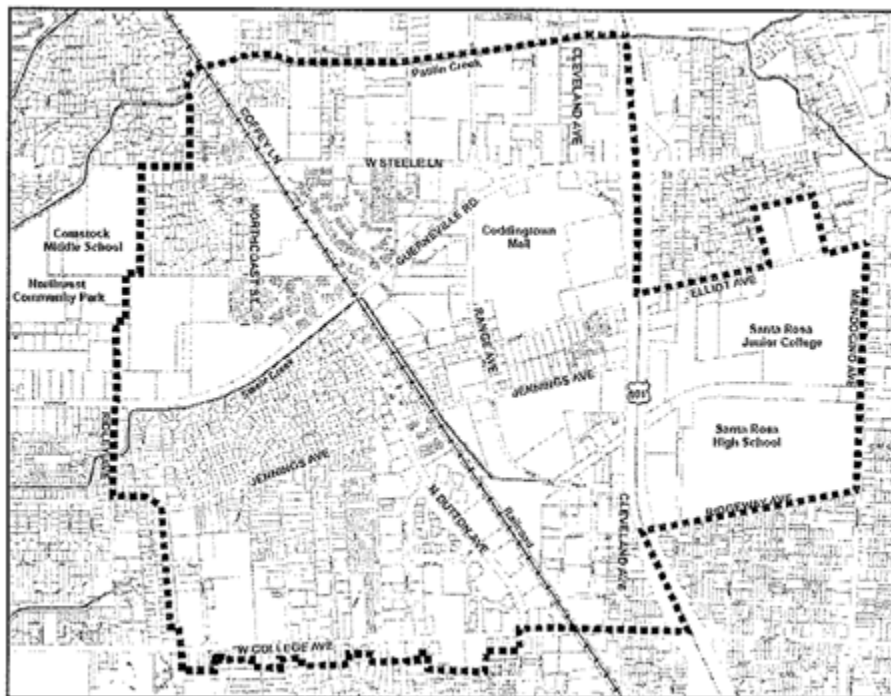 Paulin Creek
CLEVELAND AVE
COFFEY LN
W STEELE LN
GUERNEVILLE RD
Comstock
Middle School
NORTHCOAST ST.
Coddingtown
Mall
Northwest
Community Park
ELLIOT AVE
MENDOCINO AVE
RANGE AVE
Santa Rosa
Junior College
Steele Creek
JENNINGS AVE
101
Santa Rosa
High School
JENNINGS AVE
RIDGEWAY AVE
N DUTTON AVE
Railroad
CLEVELAND AVE
W COLLEGE AVE